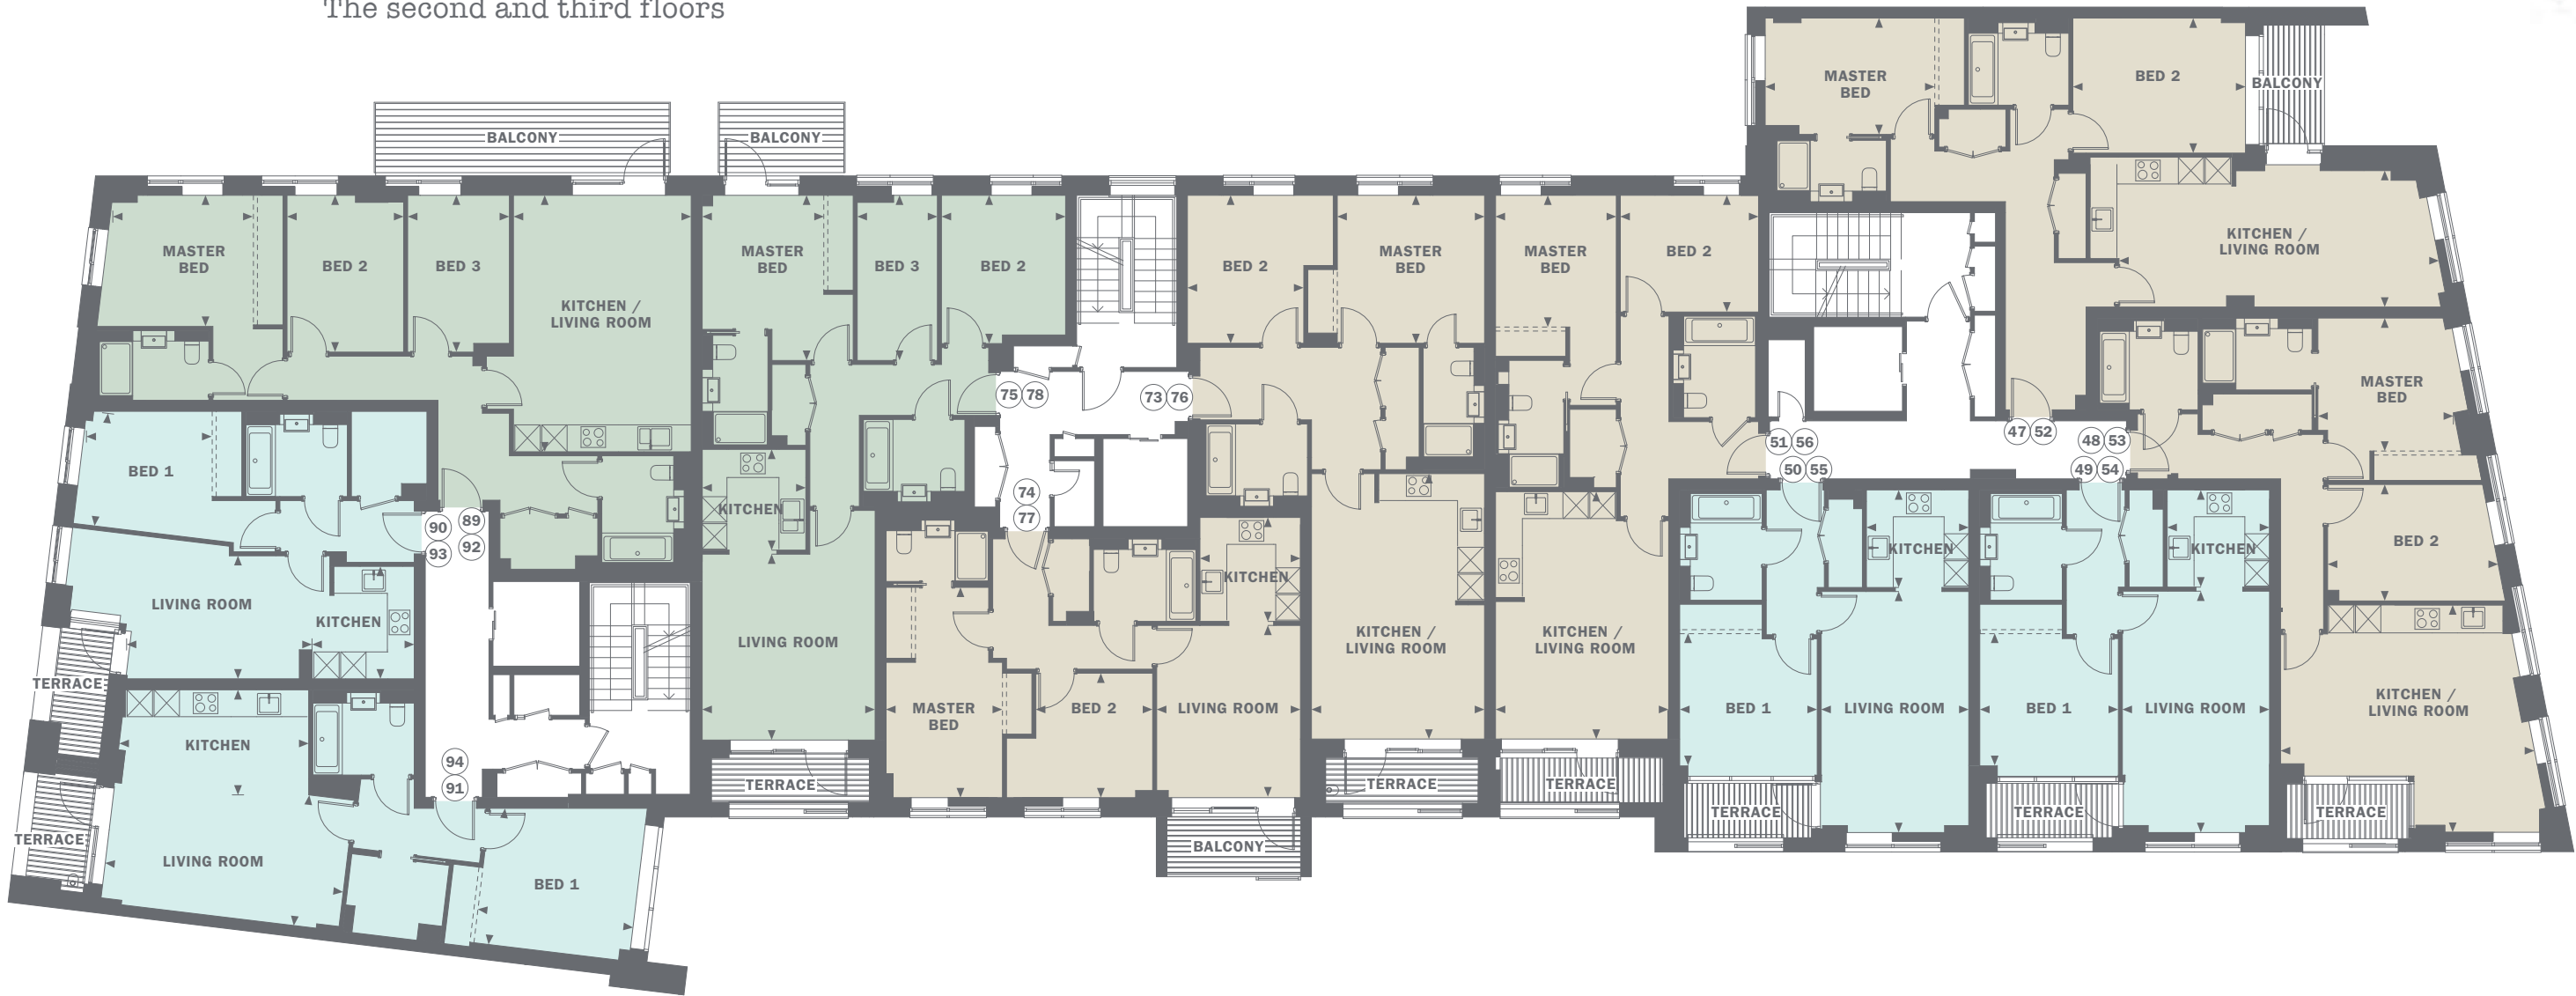 The second and third floors
MASTER
BED
BED 2
BALCONY
KITCHEN /
LIVING ROOM
BALCONY
BALCONY
MASTER
BED
BED 2
BED 3
KITCHEN /
LIVING ROOM
MASTER
BED
BED 3
BED 2
BED 2
MASTER
BED
MASTER
BED
BED 2
75 78
73 76
74
77
51 56
50 55
47 52
48 53
49 54
MASTER
BED
BED 2
KITCHEN /
LIVING ROOM
TERRACE
BED 1
90 89
93 92
LIVING ROOM
KITCHEN
TERRACE
KITCHEN
LIVING ROOM
TERRACE
94
91
BED 1
KITCHEN
LIVING ROOM
TERRACE
MASTER
BED
BED 2
KITCHEN
LIVING ROOM
BALCONY
KITCHEN /
LIVING ROOM
TERRACE
KITCHEN /
LIVING ROOM
TERRACE
KITCHEN
BED 1
LIVING ROOM
TERRACE
KITCHEN
BED 1
LIVING ROOM
TERRACE